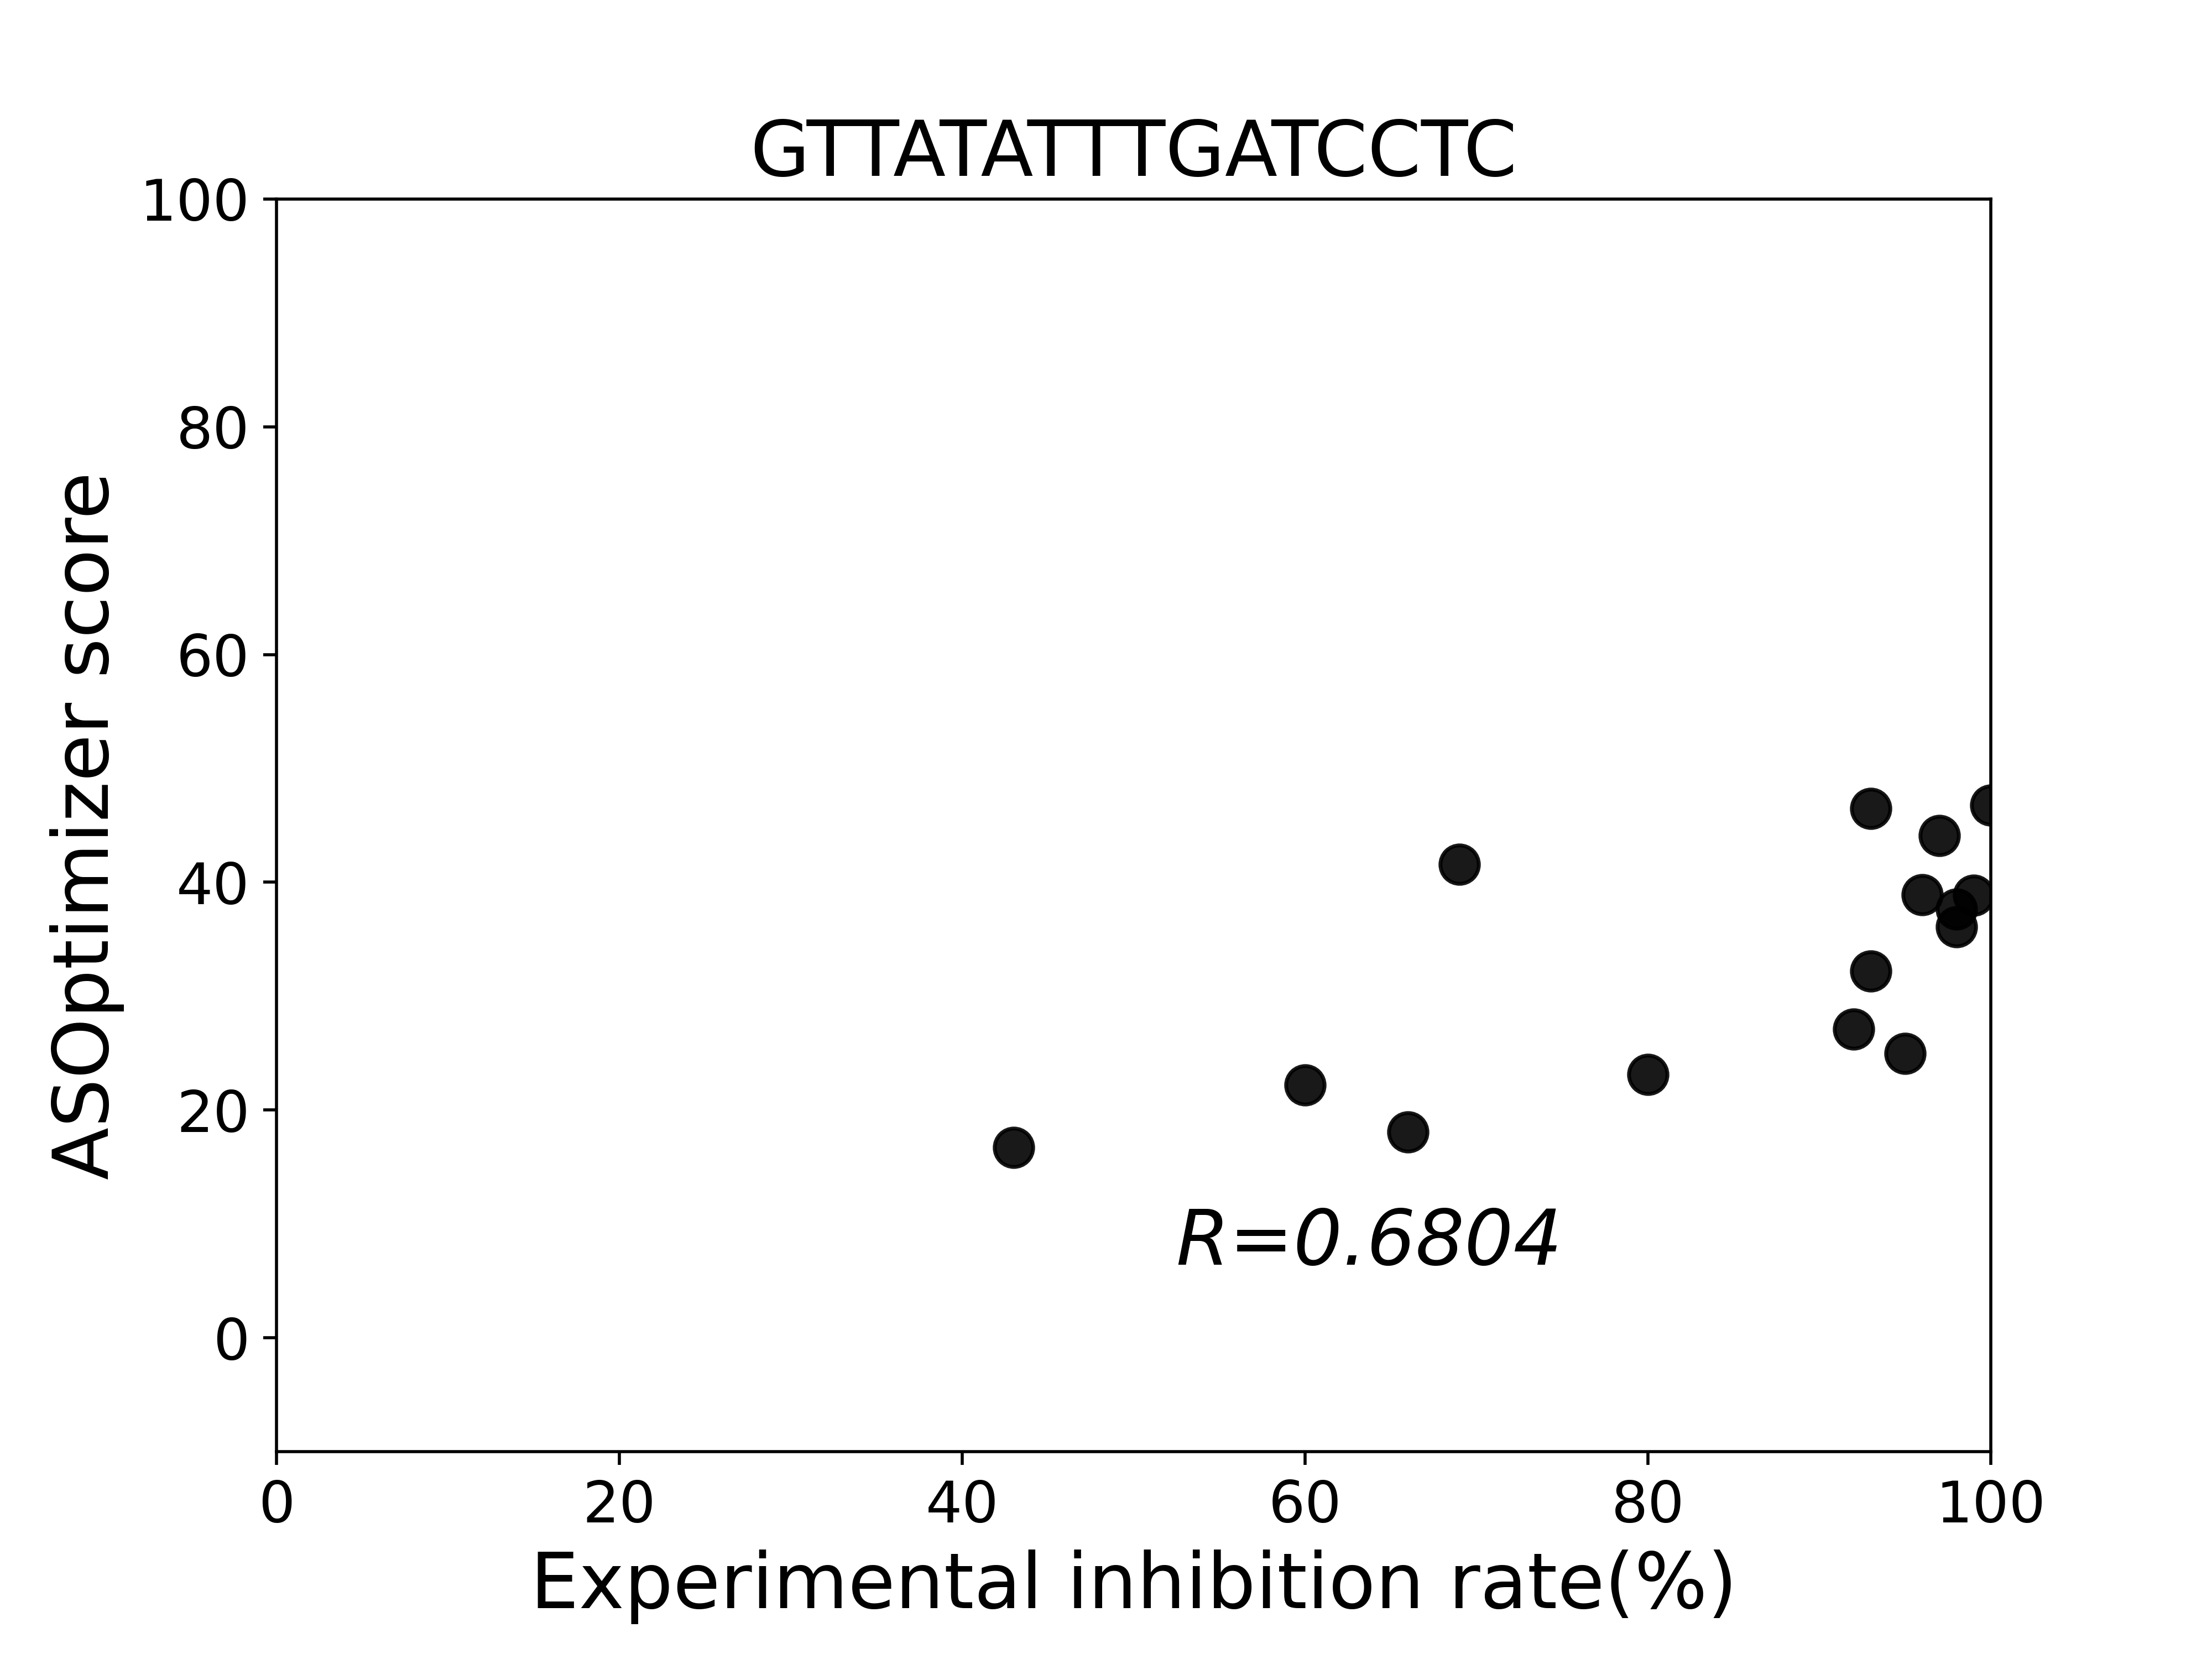 GTTATATTTGATCCTC
100
80
60
40
20
0
ASOptimizer score
R=0.6804
0 20 40 60 80 100
Experimental inhibition rate(%)